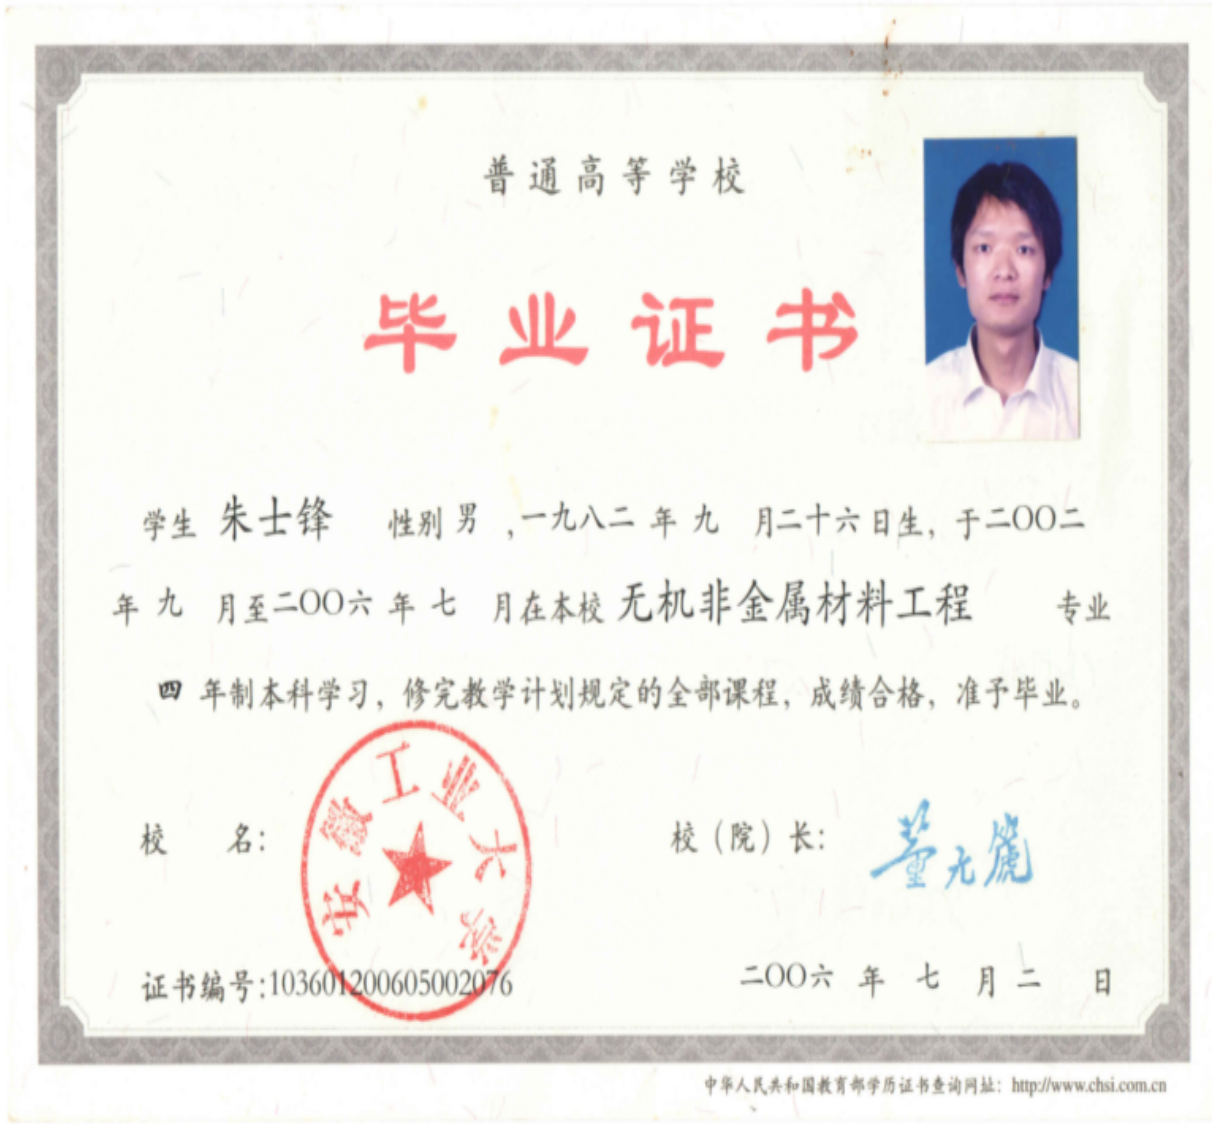 普通高等学校
毕业证书
学生 朱士锋 性别 男 ,一九八二 年 九 月二十六日生, 于二OO二
年 九 月至二OO六 年 七 月在本校 无机非金属材料工程 专业
四 年制本科学习, 修完教学计划规定的全部课程, 成绩合格, 准予毕业。
安徽工业大学
校 名: 校（院）长:
证书编号:103601200605002076 二OO六 年 七 月 二 日
中华人民共和国教育部学历证书查询网址: http://www.chsi.com.cn